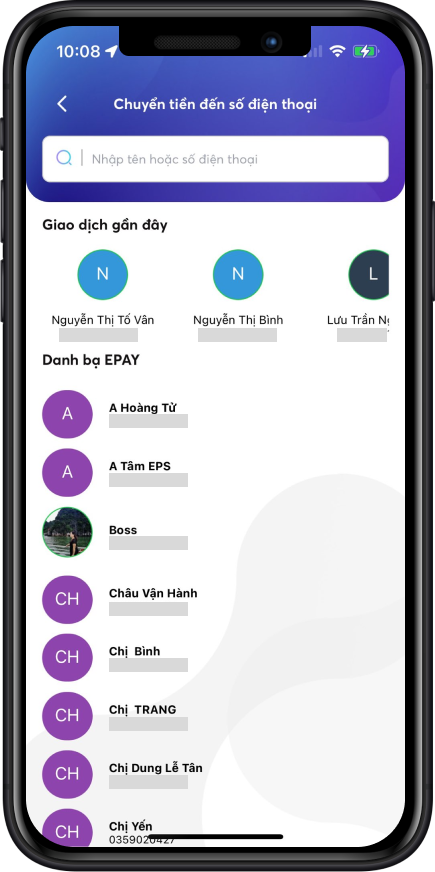 10:08
Chuyển tiền đến số điện thoại
Nhập tên hoặc số điện thoại
Giao dịch gần đây
N
N
L
Nguyễn Thị Tố Vân
Nguyễn Thị Bình
Lưu Trần
Danh bạ EPAY
A
A Hoàng Tử
A
A Tâm EPS
Boss
CH
Châu Vận Hành
CH
Chị Bình
CH
Chị TRANG
CH
Chị Dung Lễ Tân
CH
Chị Yến
0359020427